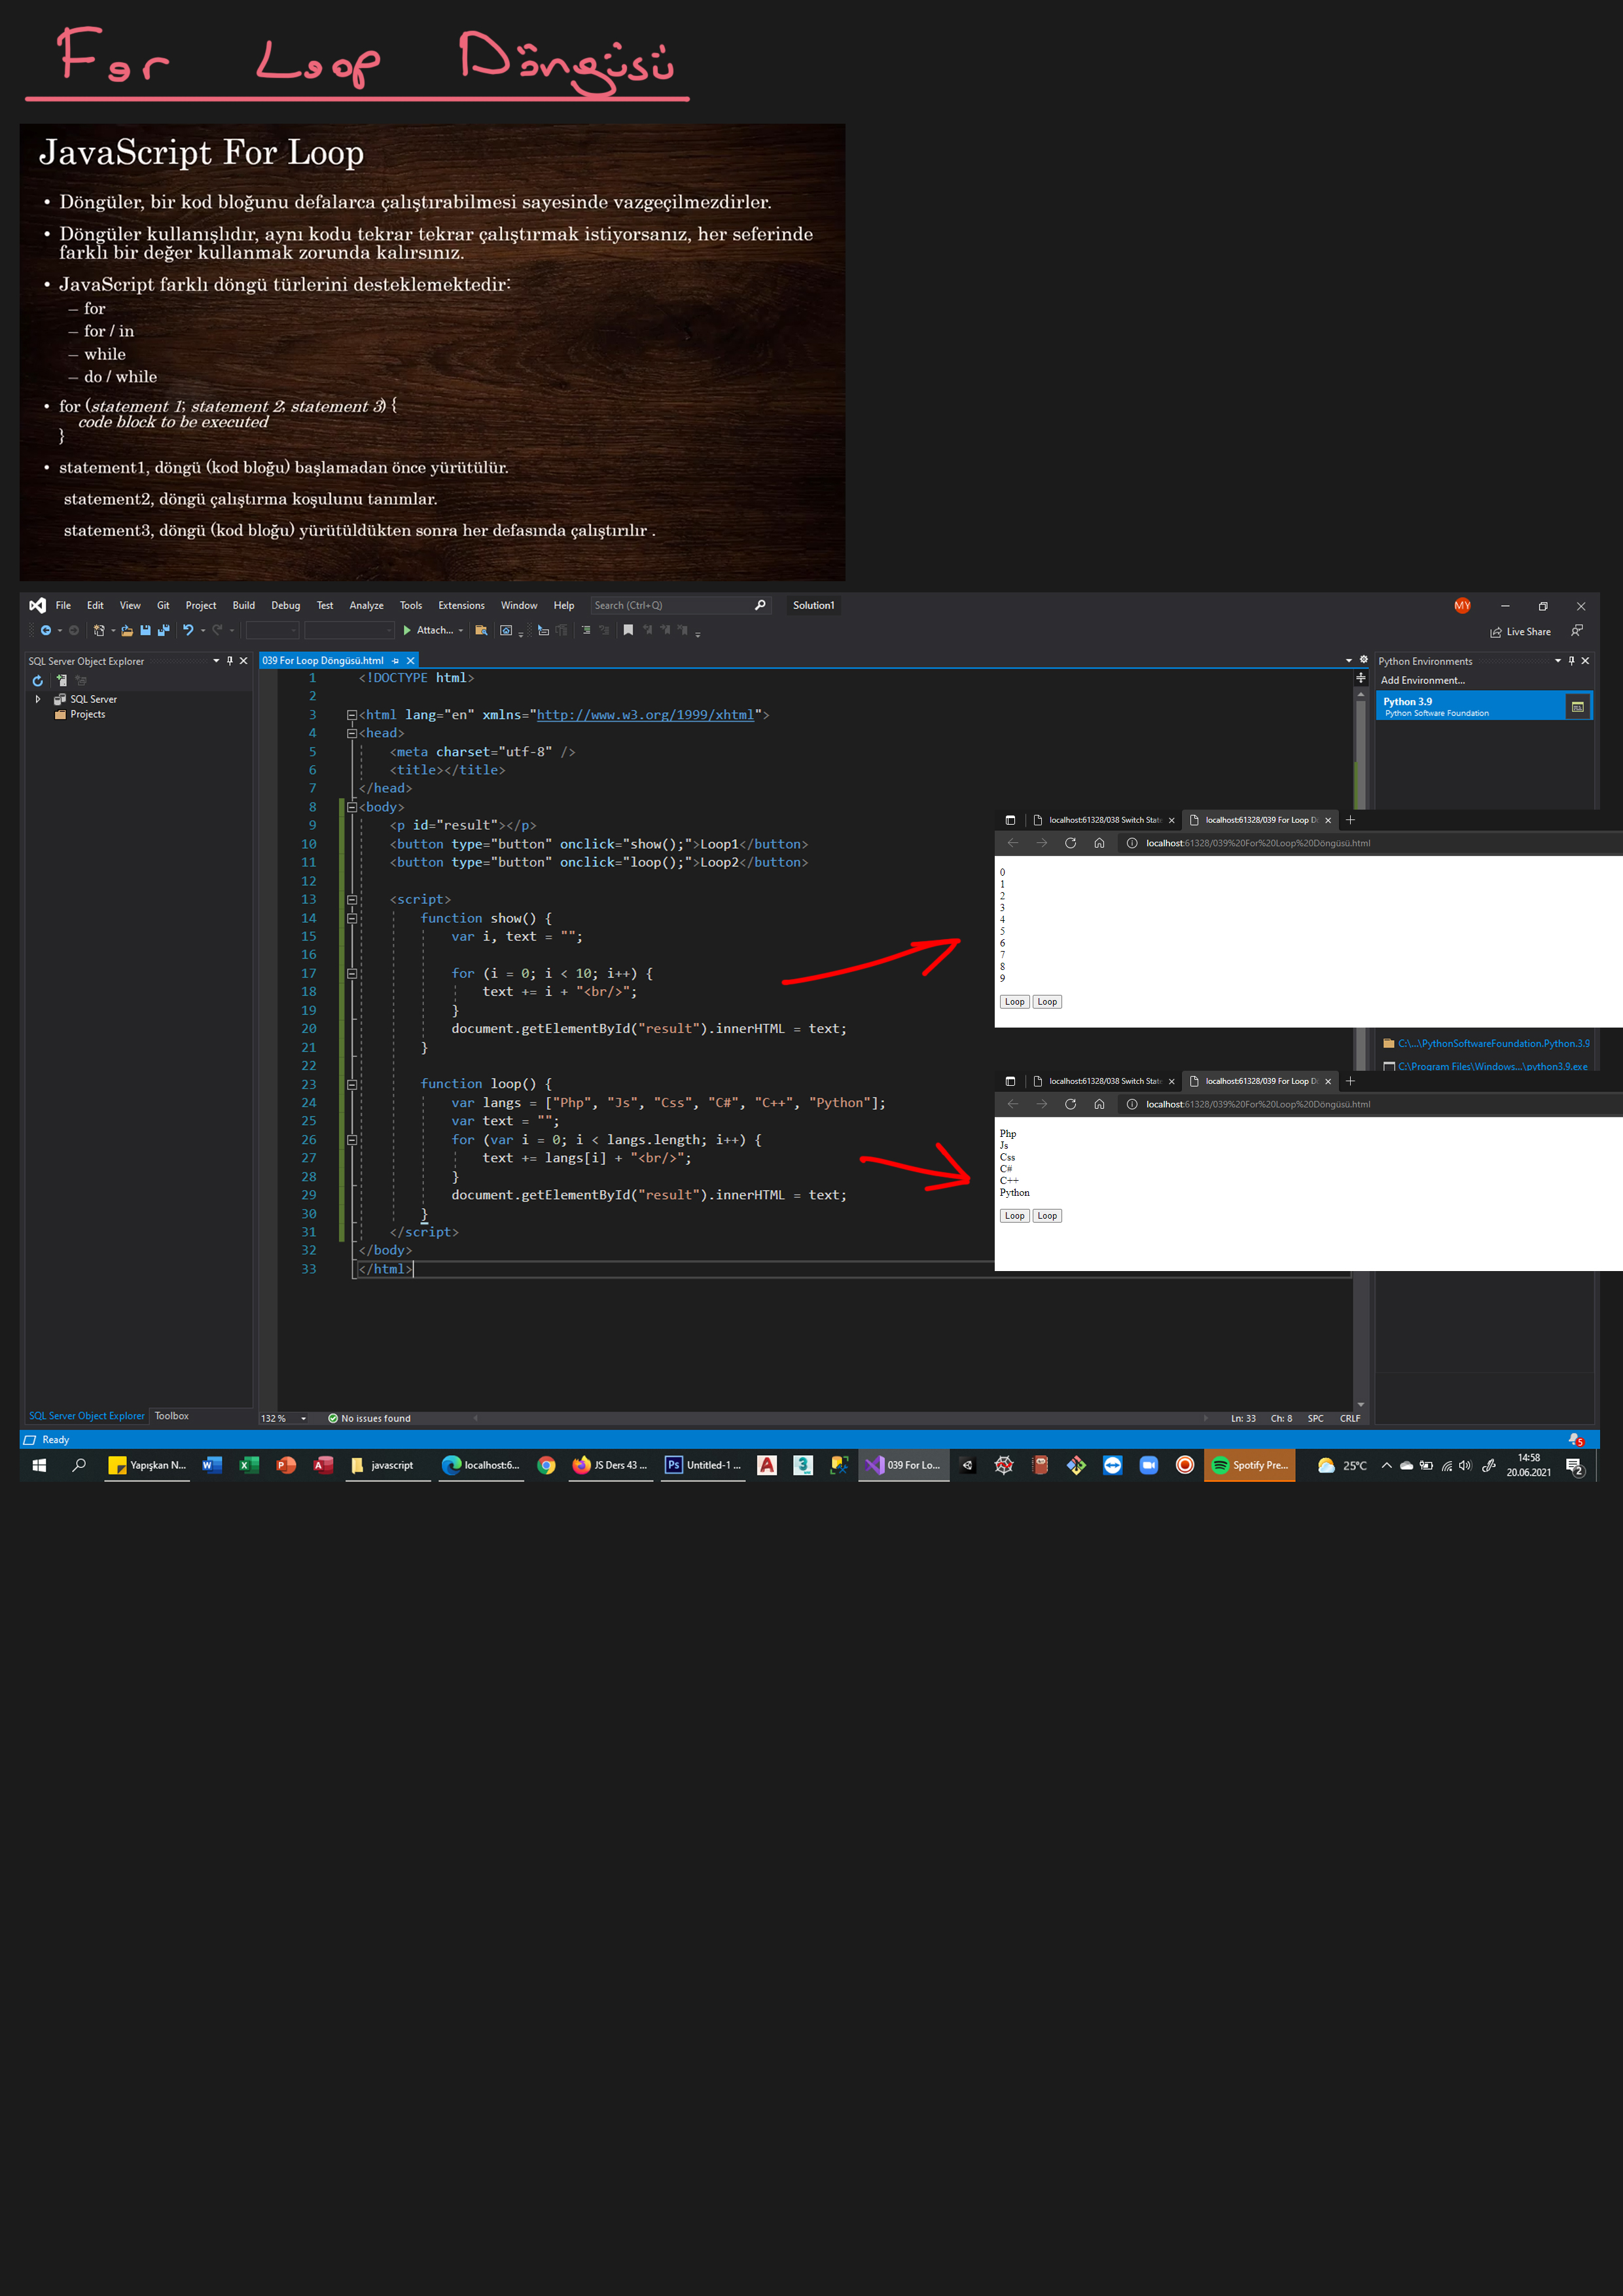 For Loop Döngüsü
JavaScript For Loop
• Döngüler, bir kod bloğunu defalarca çalıştırabilmesi sayesinde vazgeçilmezdirler.
• Döngüler kullanışlıdır, aynı kodu tekrar tekrar çalıştırmak istiyorsanız, her seferinde
farklı bir değer kullanmak zorunda kalırsınız.
• JavaScript farklı döngü türlerini desteklemektedir:
– for
– for / in
– while
– do / while
• for (statement 1; statement 2; statement 3) {
code block to be executed
}
• statement1, döngü (kod bloğu) başlamadan önce yürütülür.
statement2, döngü çalıştırma koşulunu tanımlar.
statement3, döngü (kod bloğu) yürütüldükten sonra her defasında çalıştırılır .
File Edit View Git Project Build Debug Test Analyze Tools Extensions Window Help Search (Ctrl+Q) Solution1 MY
Attach... Live Share
SQL Server Object Explorer
SQL Server
Projects
039 For Loop Döngüsü.html
1 <!DOCTYPE html>
2
3 <html lang="en" xmlns="http://www.w3.org/1999/xhtml">
4 <head>
5 <meta charset="utf-8" />
6 <title></title>
7 </head>
8 <body>
9 <p id="result"></p>
10 <button type="button" onclick="show();">Loop1</button>
11 <button type="button" onclick="loop();">Loop2</button>
12
13 <script>
14 function show() {
15 var i, text = "";
16
17 for (i = 0; i < 10; i++) {
18 text += i + "<br/>";
19 }
20 document.getElementById("result").innerHTML = text;
21 }
22
23 function loop() {
24 var langs = ["Php", "Js", "Css", "C#", "C++", "Python"];
25 var text = "";
26 for (var i = 0; i < langs.length; i++) {
27 text += langs[i] + "<br/>";
28 }
29 document.getElementById("result").innerHTML = text;
30 }
31 </script>
32 </body>
33 </html>
Python Environments
Add Environment...
Python 3.9
Python Software Foundation
localhost:61328/038 Switch State localhost:61328/039 For Loop Dö
localhost:61328/039%20For%20Loop%20Döngüsü.html
0
1
2
3
4
5
6
7
8
9
Loop Loop
C:\...\PythonSoftwareFoundation.Python.3.9
C:\Program Files\Windows...\python3.9.exe
localhost:61328/038 Switch State localhost:61328/039 For Loop Dö
localhost:61328/039%20For%20Loop%20Döngüsü.html
Php
Js
Css
C#
C++
Python
Loop Loop
SQL Server Object Explorer Toolbox
132 % No issues found Ln: 33 Ch: 8 SPC CRLF
Ready 5
Yapışkan N... javascript localhost:6... JS Ders 43 ... Ps Untitled-1 ... 039 For Lo... Spotify Pre... 25°C 14:58
20.06.2021 2